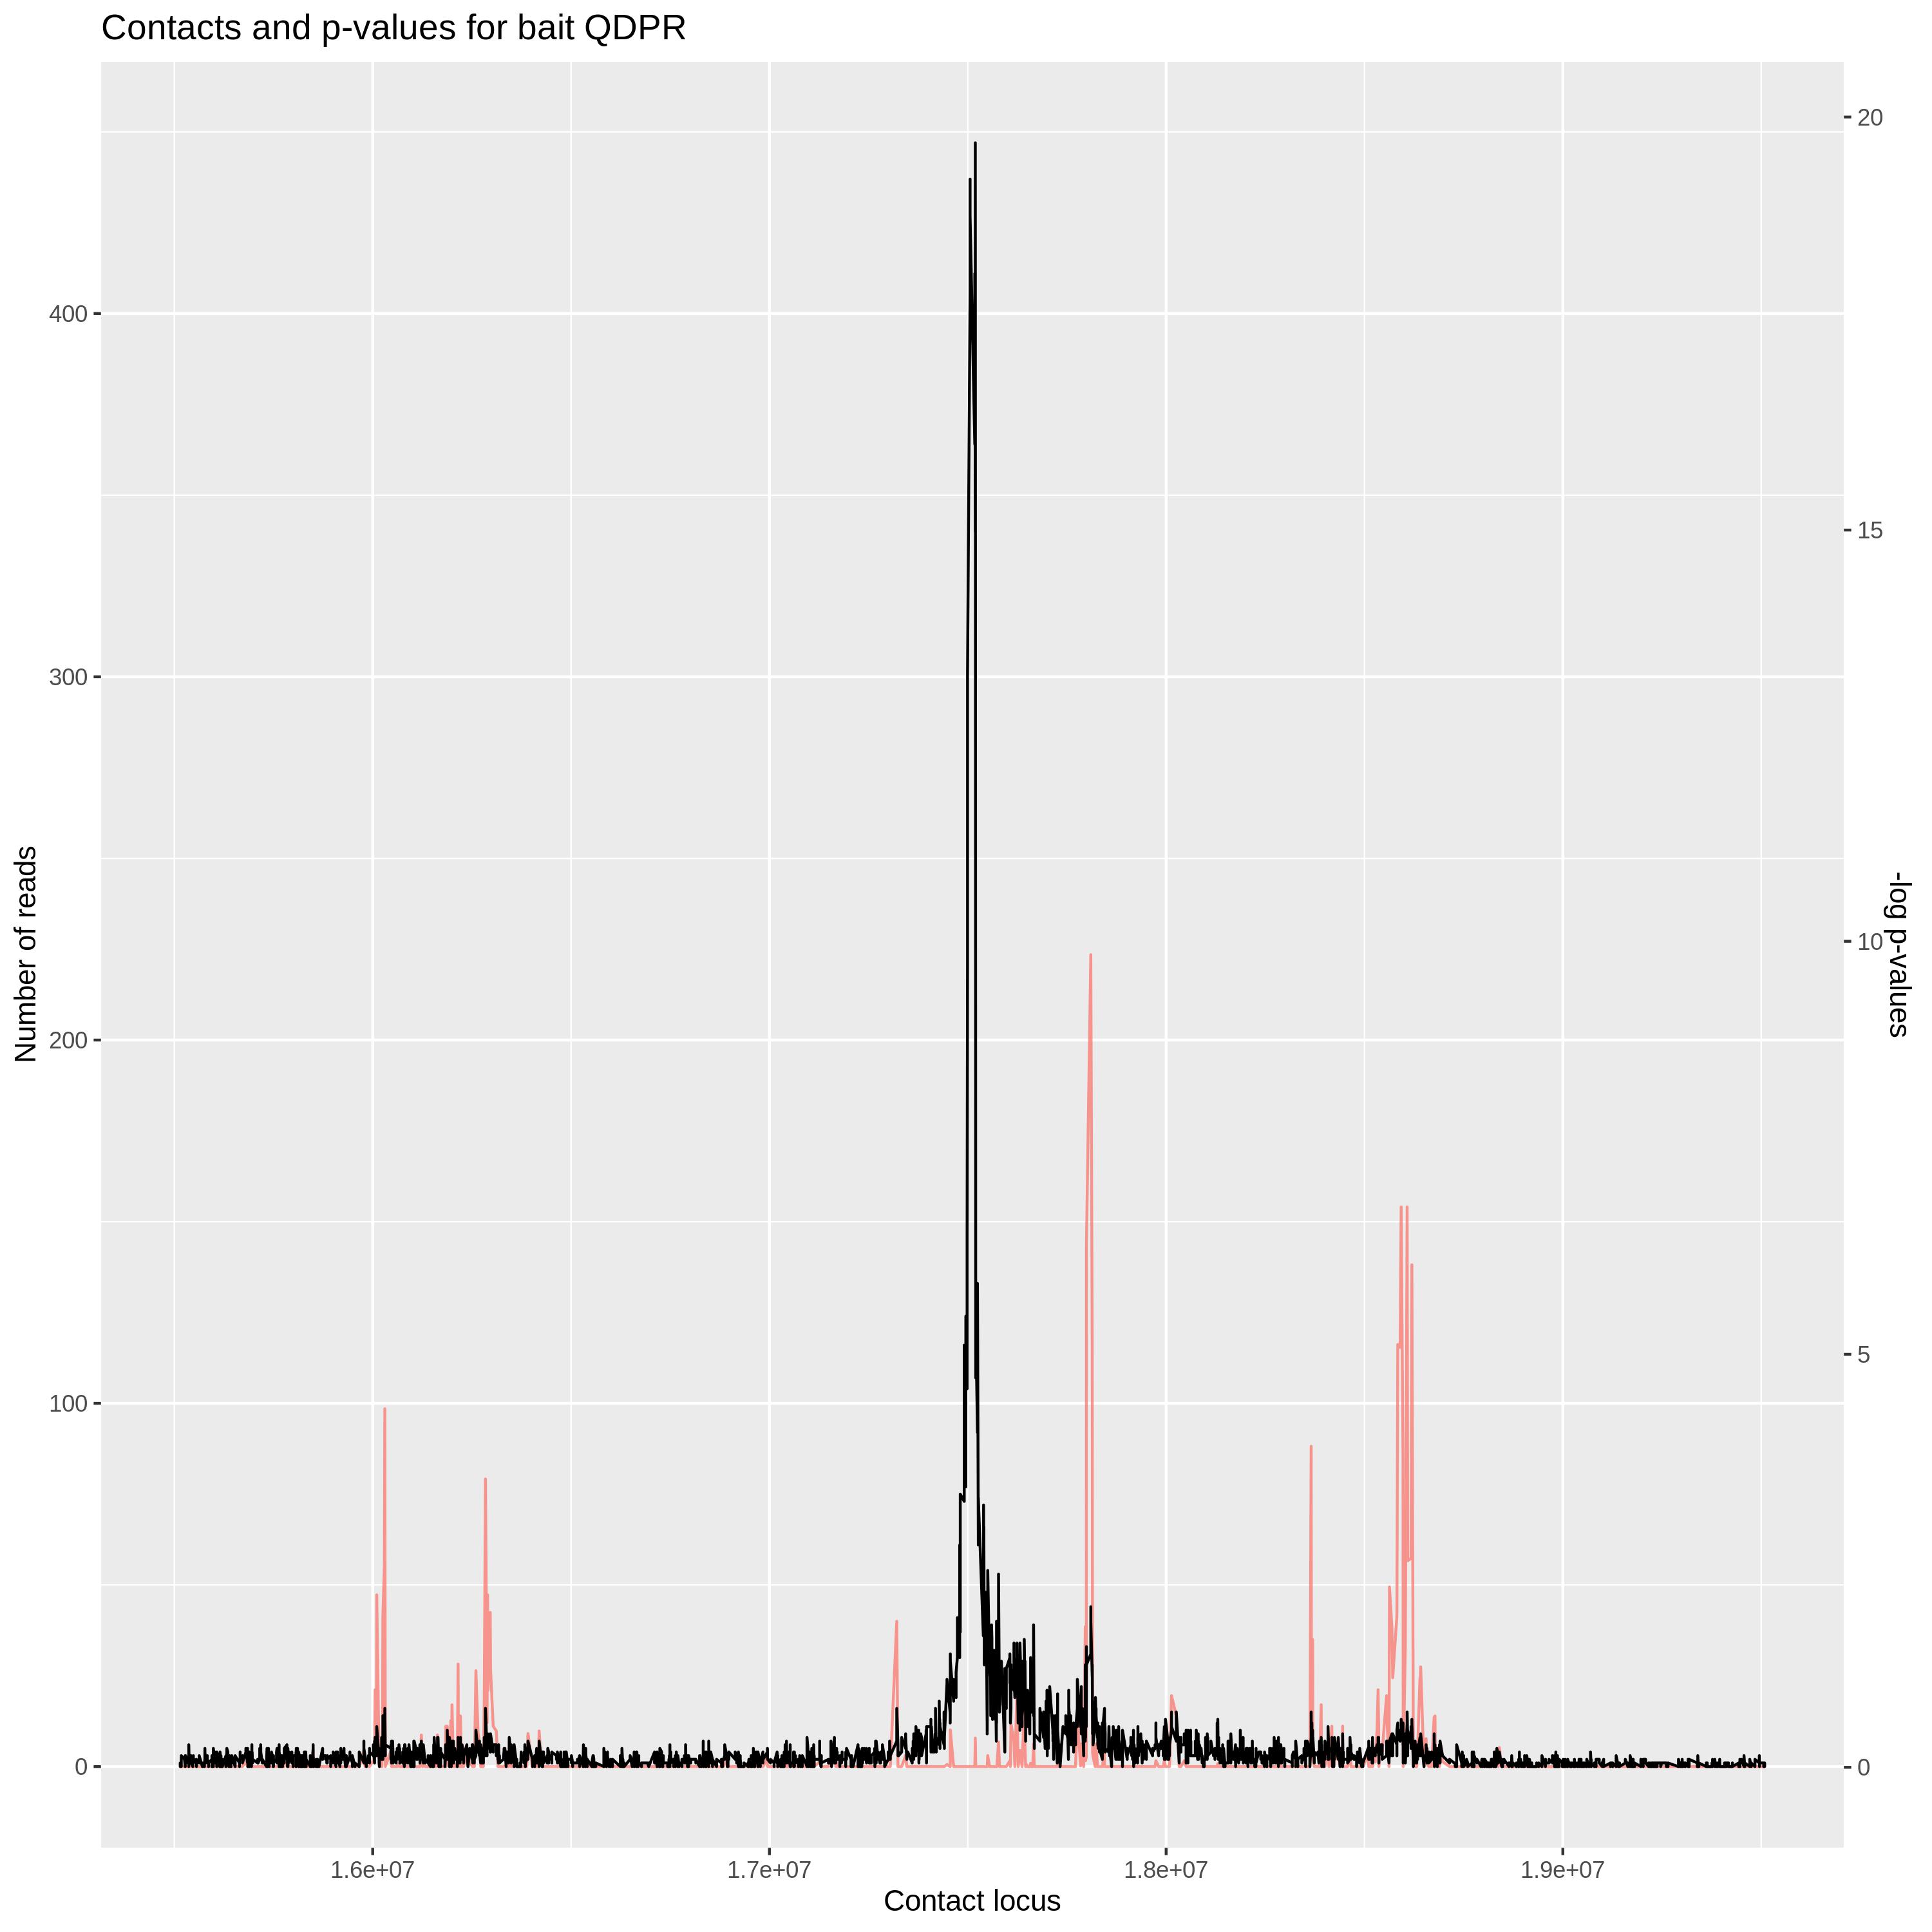 Contacts and p-values for bait QDPR
20
400
15
300
Number of reads
-log p-values
10
200
5
100
0
0
1.6e+07
1.7e+07
1.8e+07
1.9e+07
Contact locus